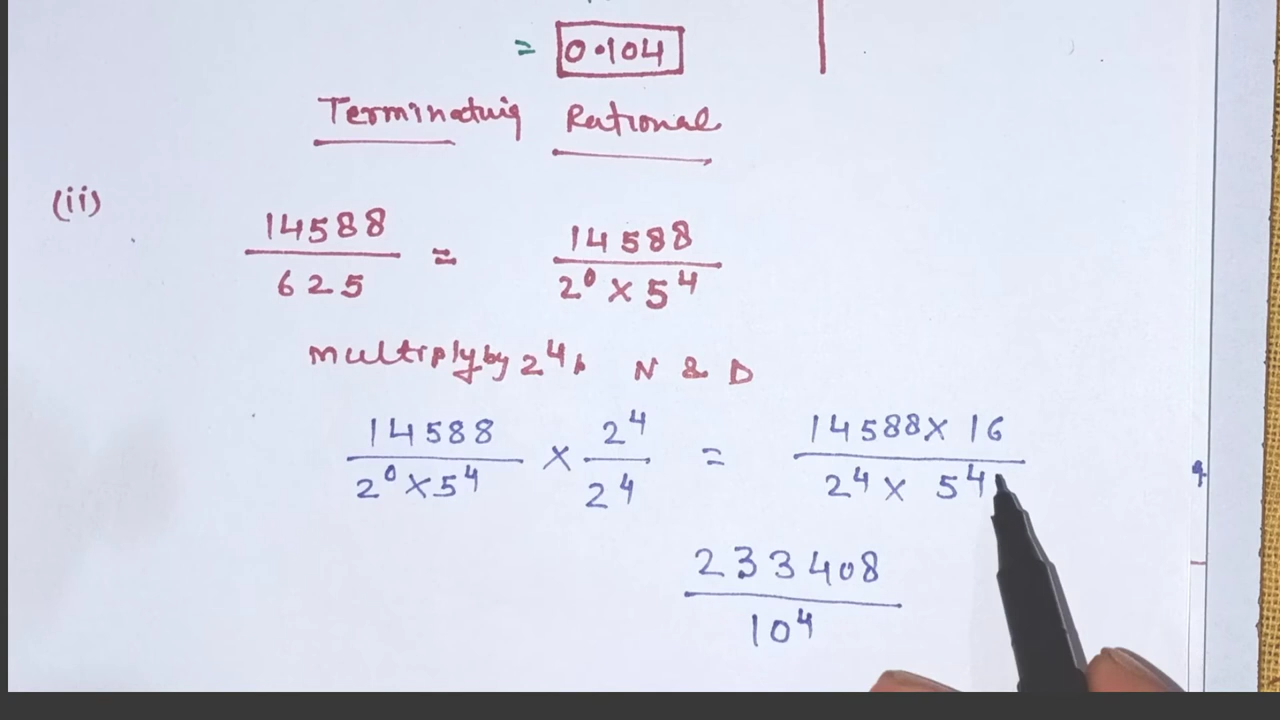 = 0.104
Terminating Rational
(ii)
14588/625 = 14588/2⁰ × 5⁴
multiply by 2⁴, N & D
14588/2⁰ × 5⁴ × 2⁴/2⁴ = 14588 × 16/2⁴ × 5⁴
233408/10⁴